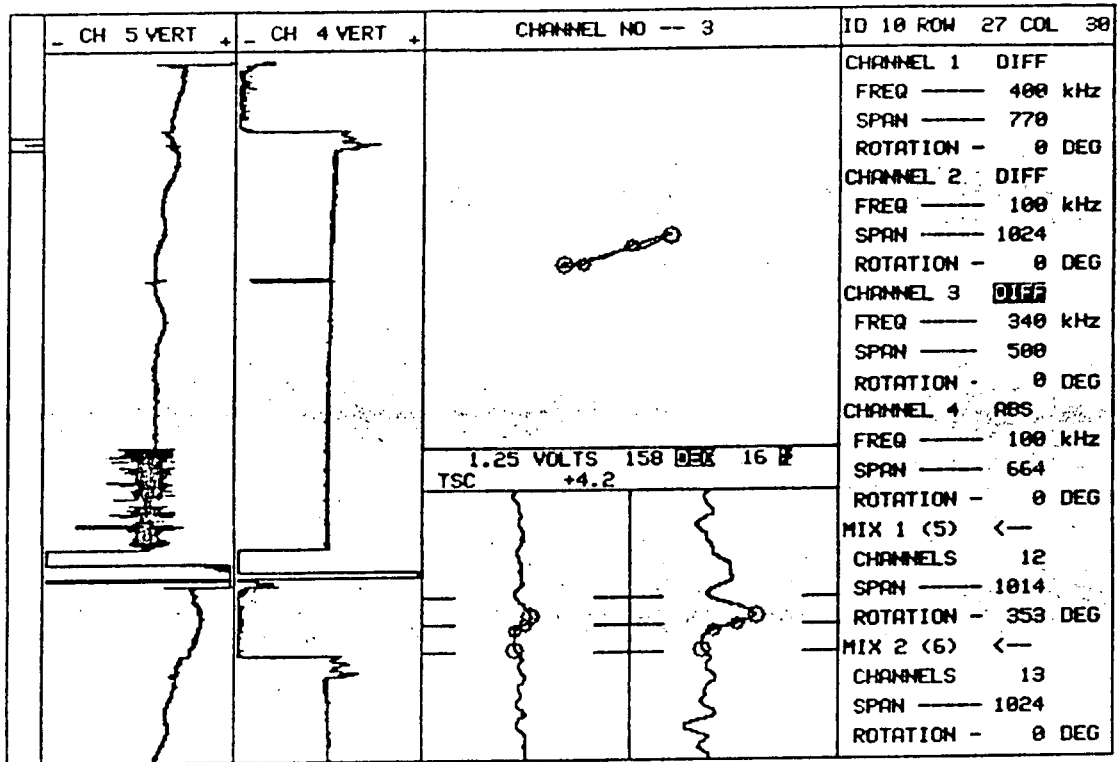 - CH 5 VERT +
- CH 4 VERT +
CHANNEL NO -- 3
ID 10 ROW 27 COL 30
CHANNEL 1 DIFF
FREQ —— 400 kHz
SPAN —— 770
ROTATION - 0 DEG
CHANNEL 2 DIFF
FREQ —— 100 kHz
SPAN —— 1024
ROTATION - 0 DEG
CHANNEL 3 DIFF
FREQ —— 340 kHz
SPAN —— 500
ROTATION - 0 DEG
CHANNEL 4 ABS
FREQ —— 100 kHz
SPAN —— 664
ROTATION - 0 DEG
MIX 1 (5) <—
CHANNELS 12
SPAN —— 1014
ROTATION - 353 DEG
MIX 2 (6) <—
CHANNELS 13
SPAN —— 1024
ROTATION - 0 DEG
1.25 VOLTS 158 16
TSC +4.2